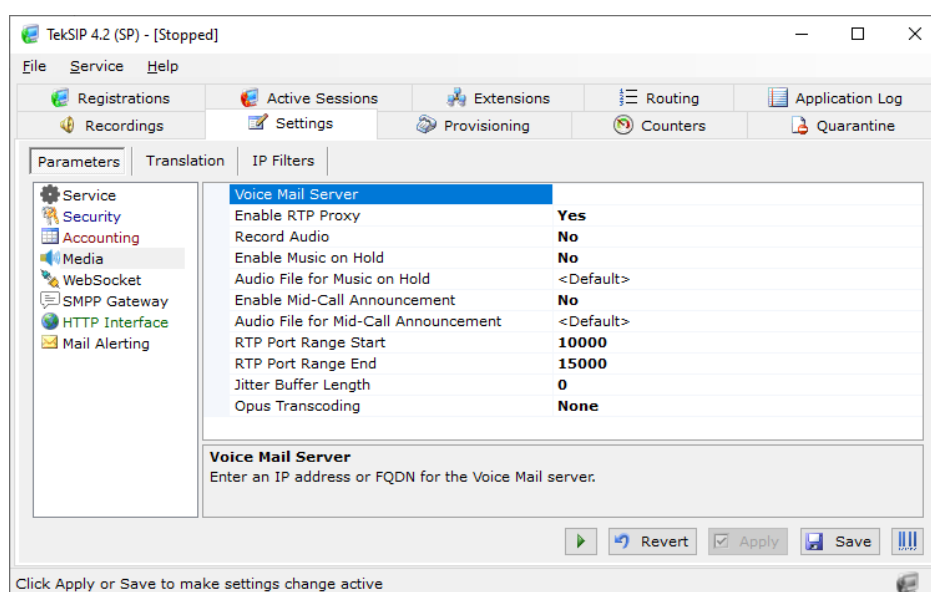 TekSIP 4.2 (SP) - [Stopped]
File Service Help
Registrations Active Sessions Extensions Routing Application Log
Recordings Settings Provisioning Counters Quarantine
Parameters Translation IP Filters
Service
Security
Accounting
Media
WebSocket
SMPP Gateway
HTTP Interface
Mail Alerting
Voice Mail Server
Enable RTP Proxy Yes
Record Audio No
Enable Music on Hold No
Audio File for Music on Hold <Default>
Enable Mid-Call Announcement No
Audio File for Mid-Call Announcement <Default>
RTP Port Range Start 10000
RTP Port Range End 15000
Jitter Buffer Length 0
Opus Transcoding None
Voice Mail Server
Enter an IP address or FQDN for the Voice Mail server.
Revert Apply Save
Click Apply or Save to make settings change active